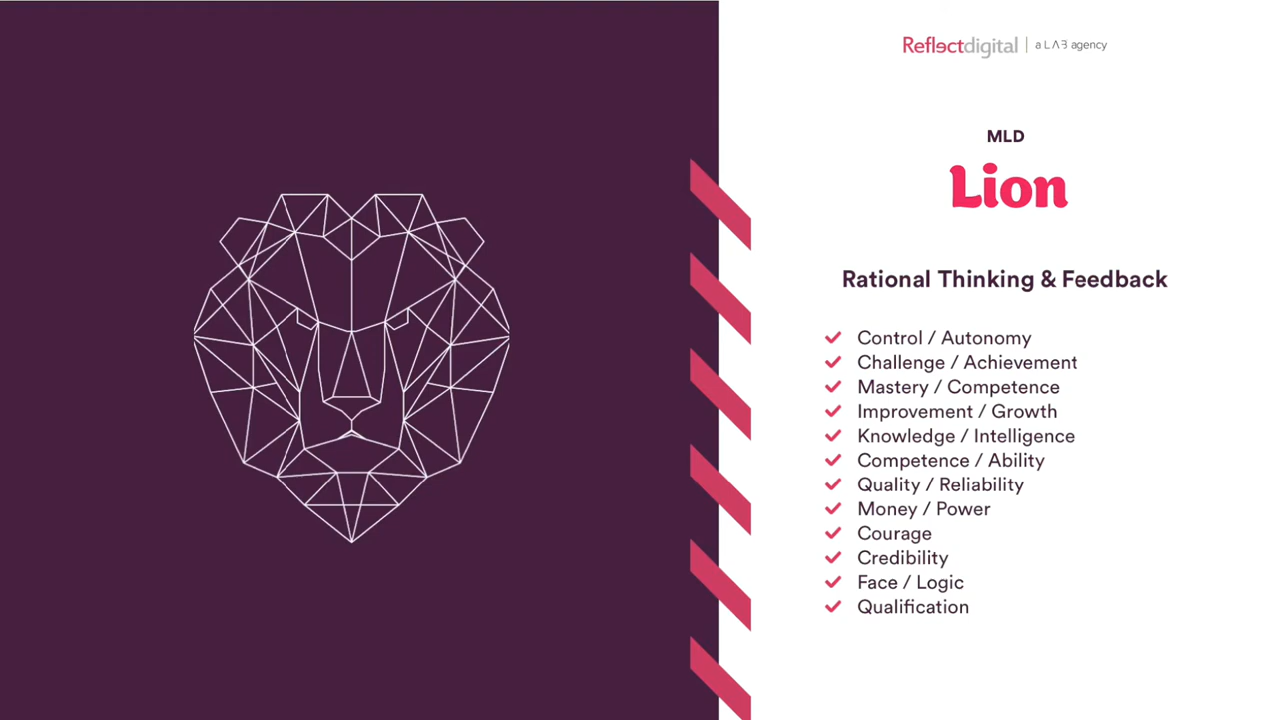 Reflectdigital | a LAB agency
MLD
Lion
Rational Thinking & Feedback
Control / Autonomy
Challenge / Achievement
Mastery / Competence
Improvement / Growth
Knowledge / Intelligence
Competence / Ability
Quality / Reliability
Money / Power
Courage
Credibility
Face / Logic
Qualification